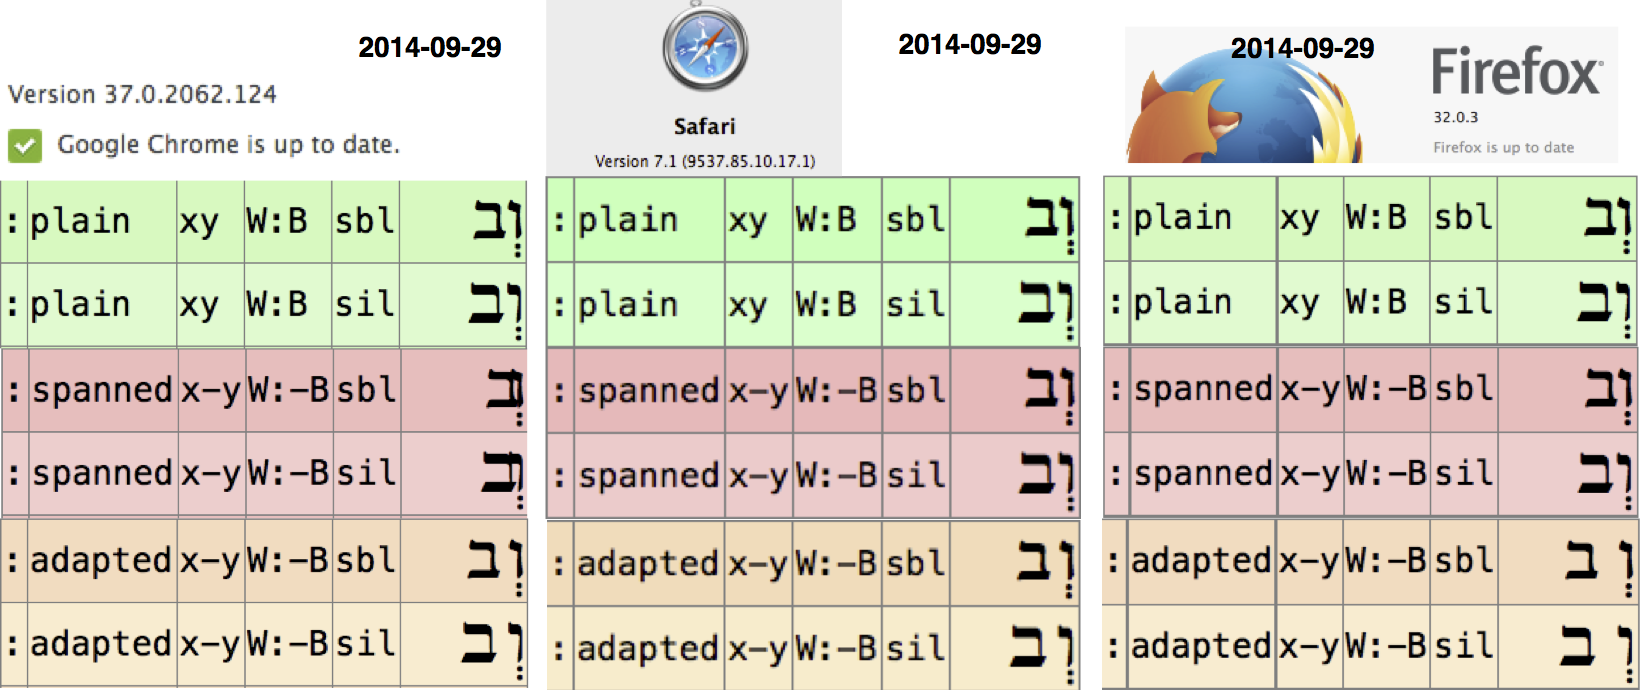 2014-09-29
Version 37.0.2062.124
Google Chrome is up to date.
: plain xy W:B sbl וְב
: plain xy W:B sil וְב
: spanned x-y W:-B sbl וְב
: spanned x-y W:-B sil וְב
: adapted x-y W:-B sbl וְב
: adapted x-y W:-B sil וְב
2014-09-29
Safari
Version 7.1 (9537.85.10.17.1)
: plain xy W:B sbl וְב
: plain xy W:B sil וְב
: spanned x-y W:-B sbl וְב
: spanned x-y W:-B sil וְב
: adapted x-y W:-B sbl וְב
: adapted x-y W:-B sil וְב
2014-09-29
Firefox
32.0.3
Firefox is up to date
: plain xy W:B sbl וְב
: plain xy W:B sil וְב
: spanned x-y W:-B sbl וְב
: spanned x-y W:-B sil וְב
: adapted x-y W:-B sbl וְ ב
: adapted x-y W:-B sil וְ ב